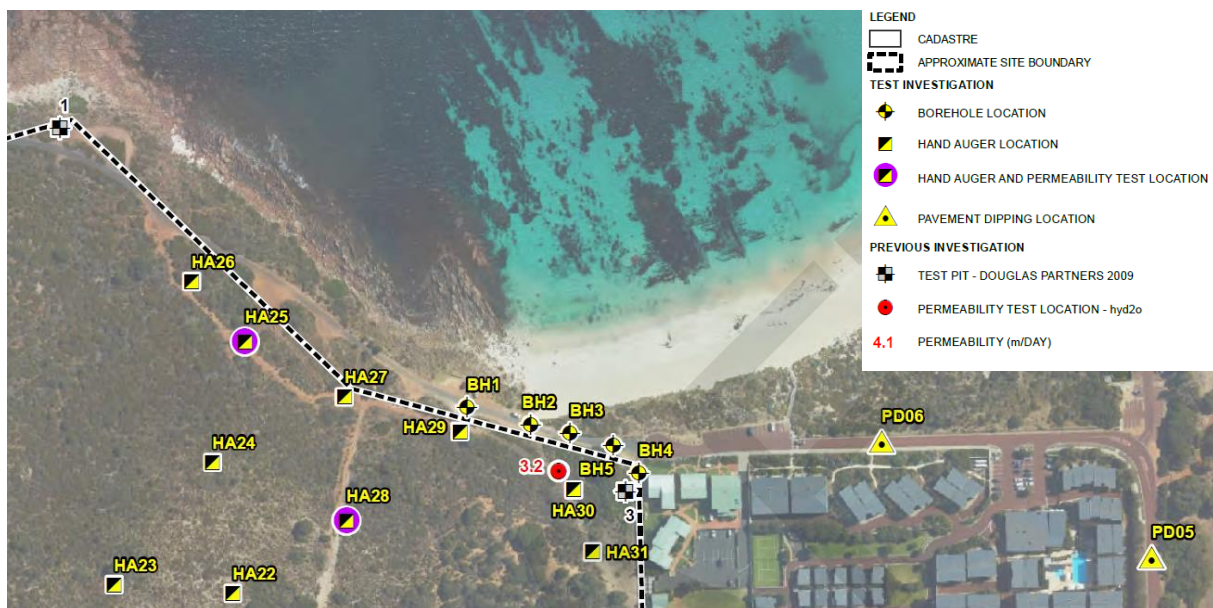 LEGEND
CADASTRE
APPROXIMATE SITE BOUNDARY
TEST INVESTIGATION
BOREHOLE LOCATION
HAND AUGER LOCATION
HAND AUGER AND PERMEABILITY TEST LOCATION
PAVEMENT DIPPING LOCATION
PREVIOUS INVESTIGATION
TEST PIT - DOUGLAS PARTNERS 2009
PERMEABILITY TEST LOCATION - hyd2o
4.1 PERMEABILITY (m/DAY)
1
HA26
HA25
HA27
BH1
BH2
BH3
HA29
BH4
PD06
HA24
3.2
BH5
HA28
HA30
3
HA31
PD05
HA23
HA22